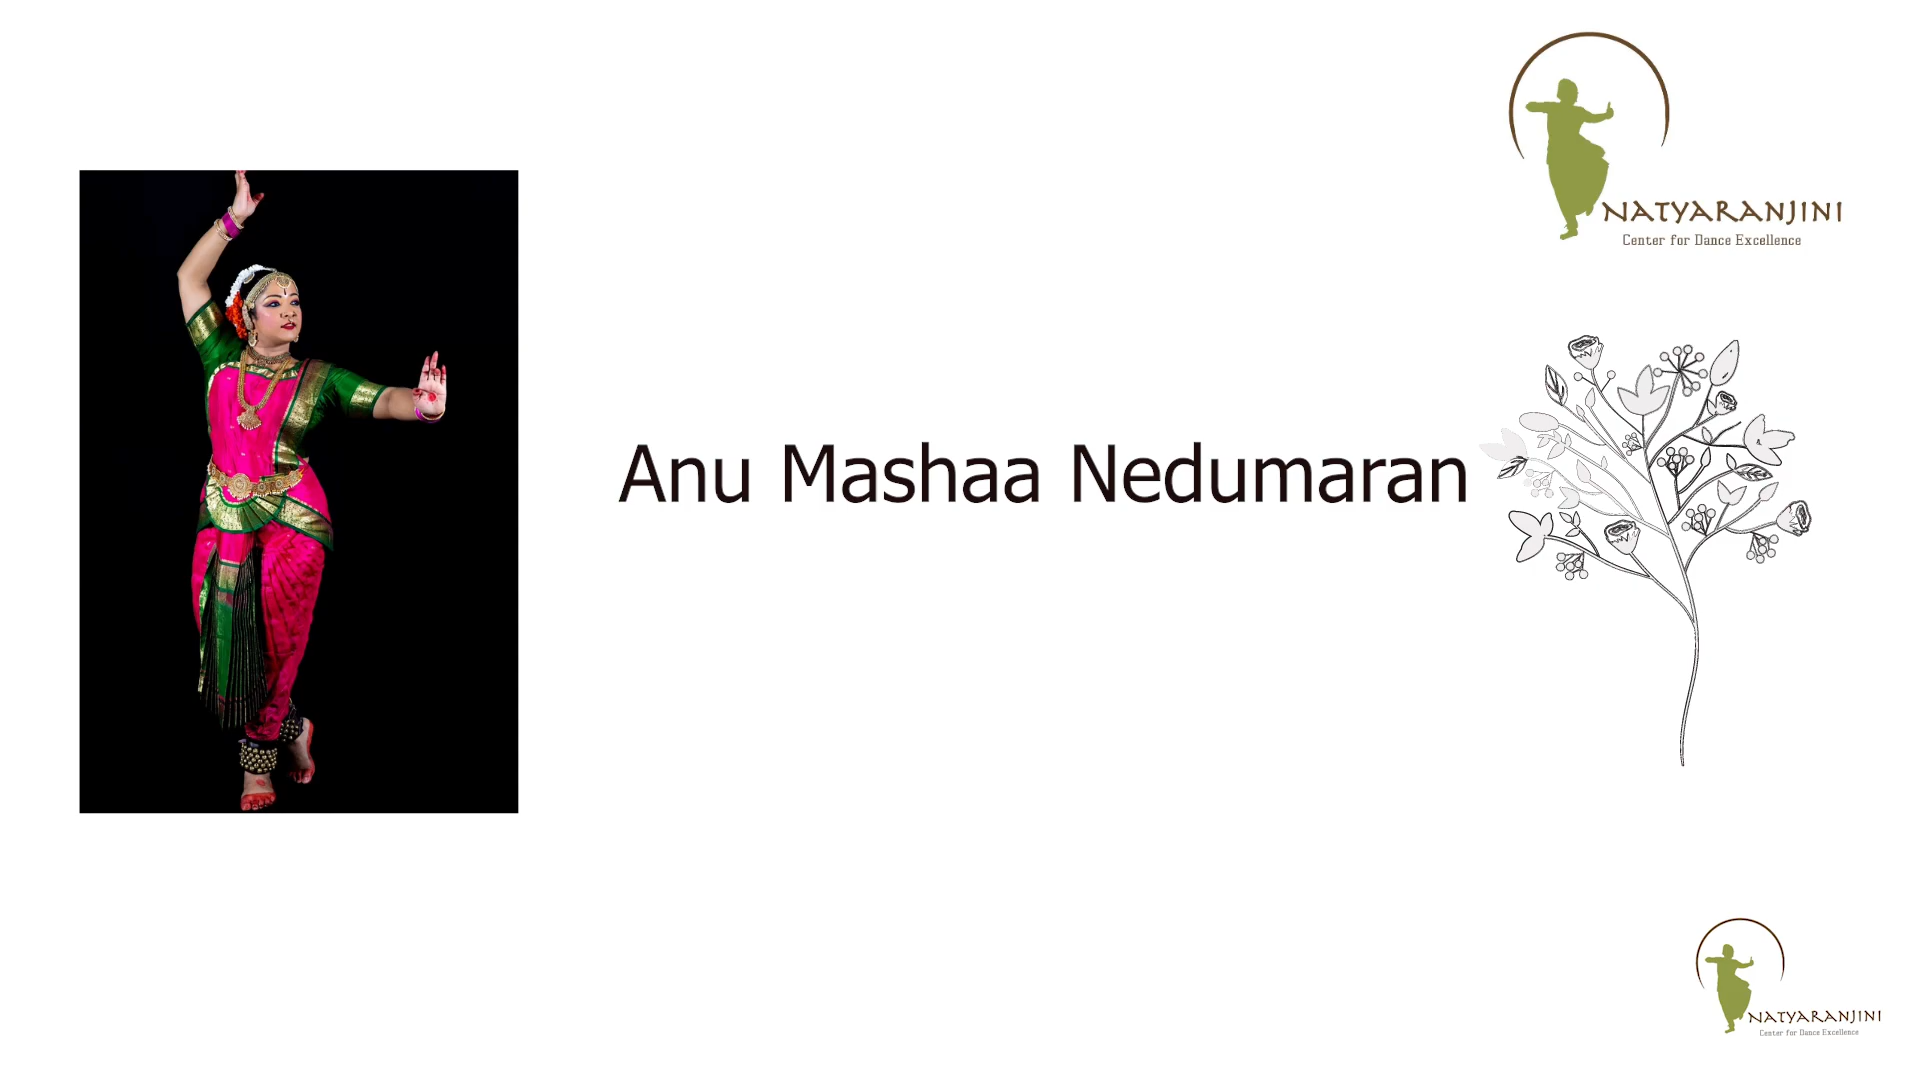 NATYARANJINI
Center for Dance Excellence
Anu Mashaa Nedumaran
NATYARANJINI
Center for Dance Excellence